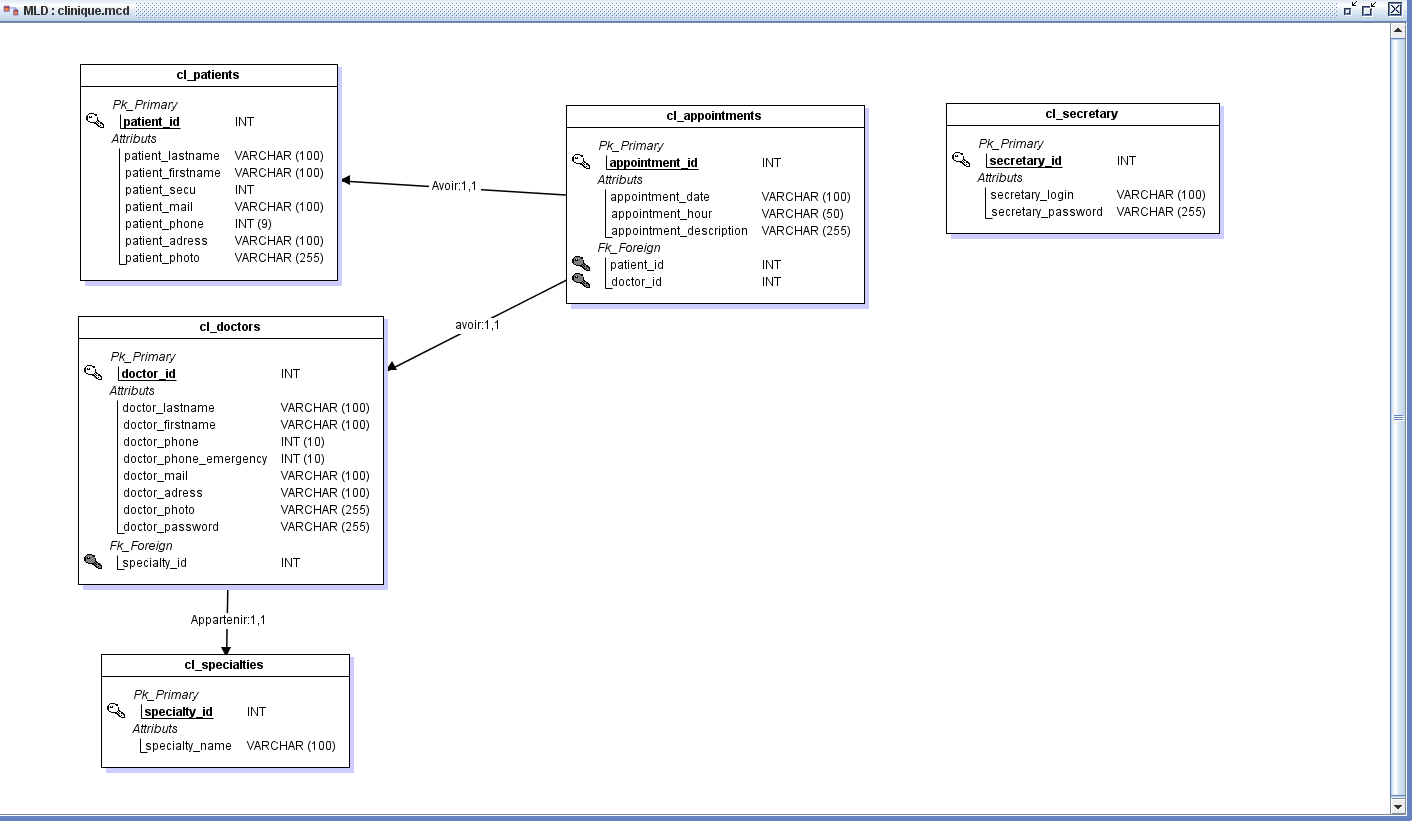 MLD : clinique.mcd
cl_patients
Pk_Primary
patient_id INT
Attributs
patient_lastname VARCHAR (100)
patient_firstname VARCHAR (100)
patient_secu INT
patient_mail VARCHAR (100)
patient_phone INT (9)
patient_adress VARCHAR (100)
patient_photo VARCHAR (255)
Avoir:1,1
cl_appointments
Pk_Primary
appointment_id INT
Attributs
appointment_date VARCHAR (100)
appointment_hour VARCHAR (50)
appointment_description VARCHAR (255)
Fk_Foreign
patient_id INT
doctor_id INT
cl_secretary
Pk_Primary
secretary_id INT
Attributs
secretary_login VARCHAR (100)
secretary_password VARCHAR (255)
avoir:1,1
cl_doctors
Pk_Primary
doctor_id INT
Attributs
doctor_lastname VARCHAR (100)
doctor_firstname VARCHAR (100)
doctor_phone INT (10)
doctor_phone_emergency INT (10)
doctor_mail VARCHAR (100)
doctor_adress VARCHAR (100)
doctor_photo VARCHAR (255)
doctor_password VARCHAR (255)
Fk_Foreign
specialty_id INT
Appartenir:1,1
cl_specialties
Pk_Primary
specialty_id INT
Attributs
specialty_name VARCHAR (100)